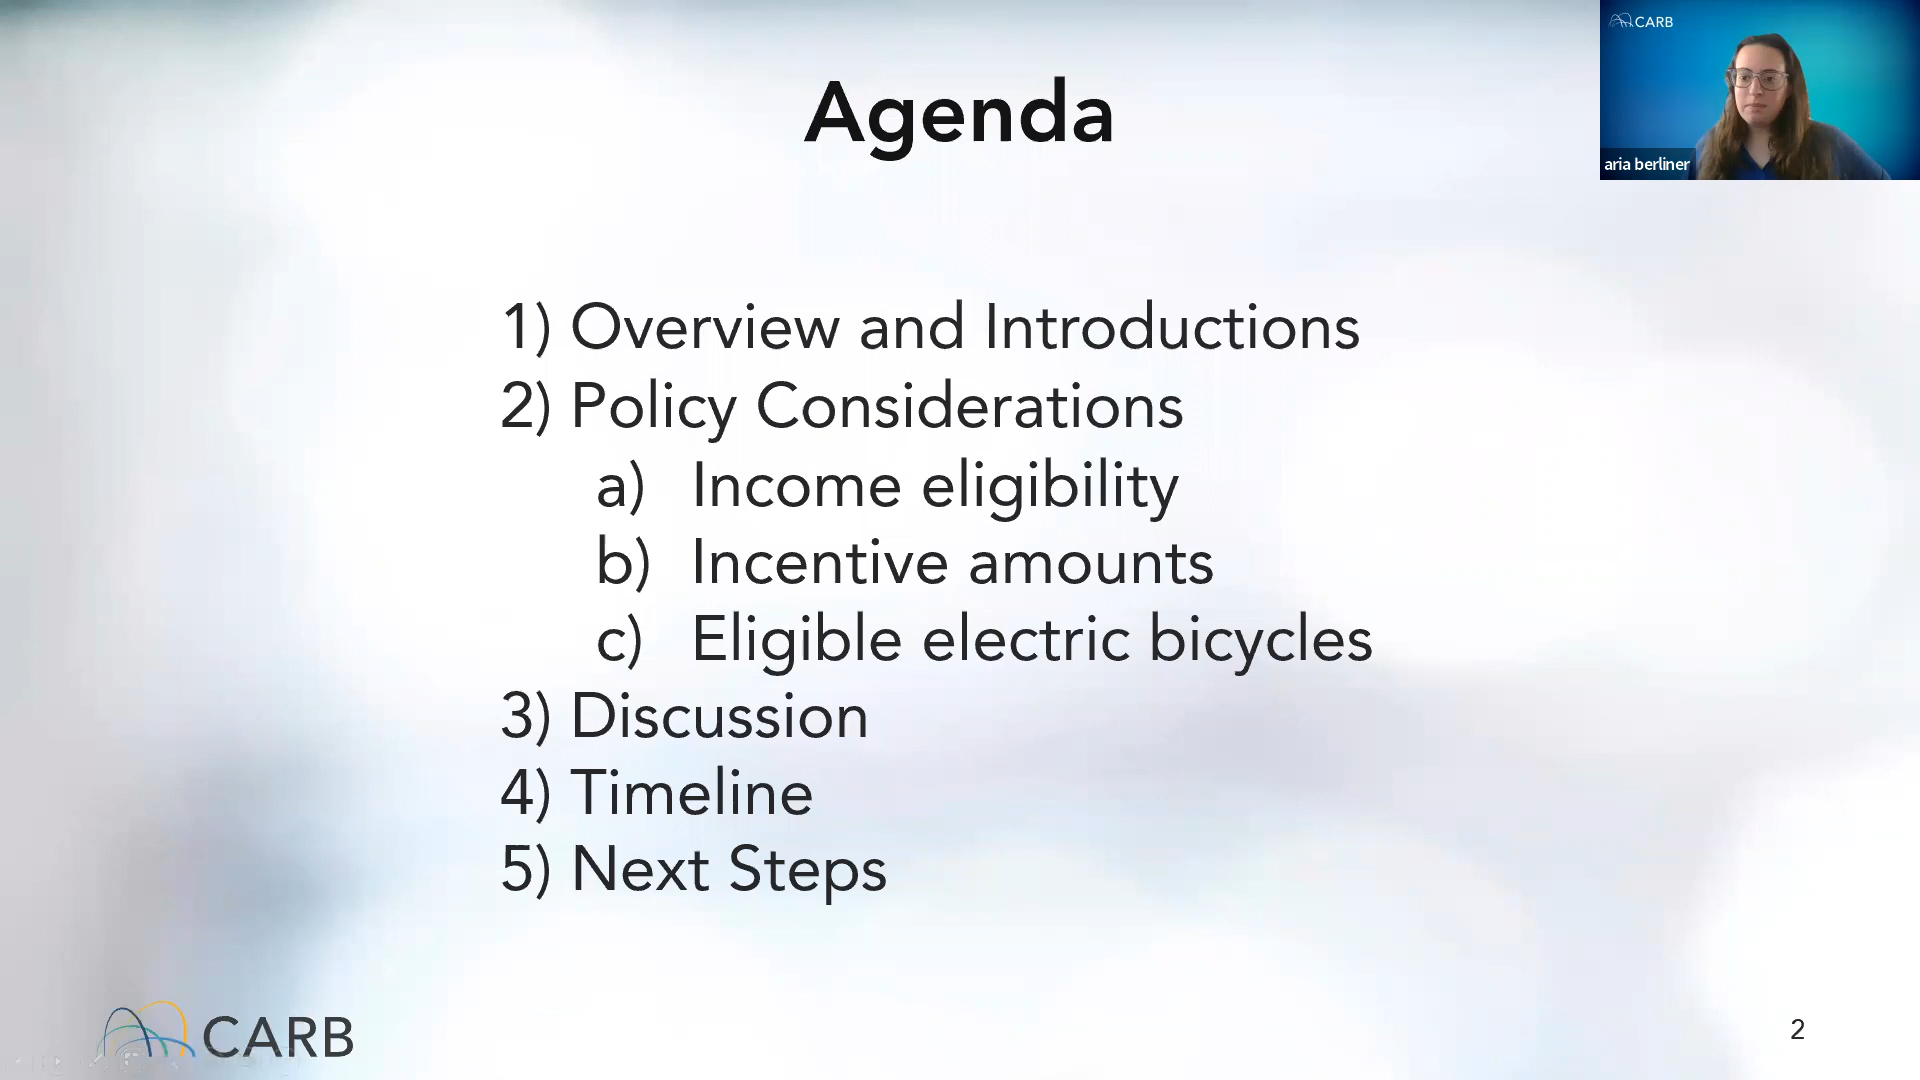 CARB
Agenda
aria berliner
1) Overview and Introductions
2) Policy Considerations
a) Income eligibility
b) Incentive amounts
c) Eligible electric bicycles
3) Discussion
4) Timeline
5) Next Steps
CARB
2